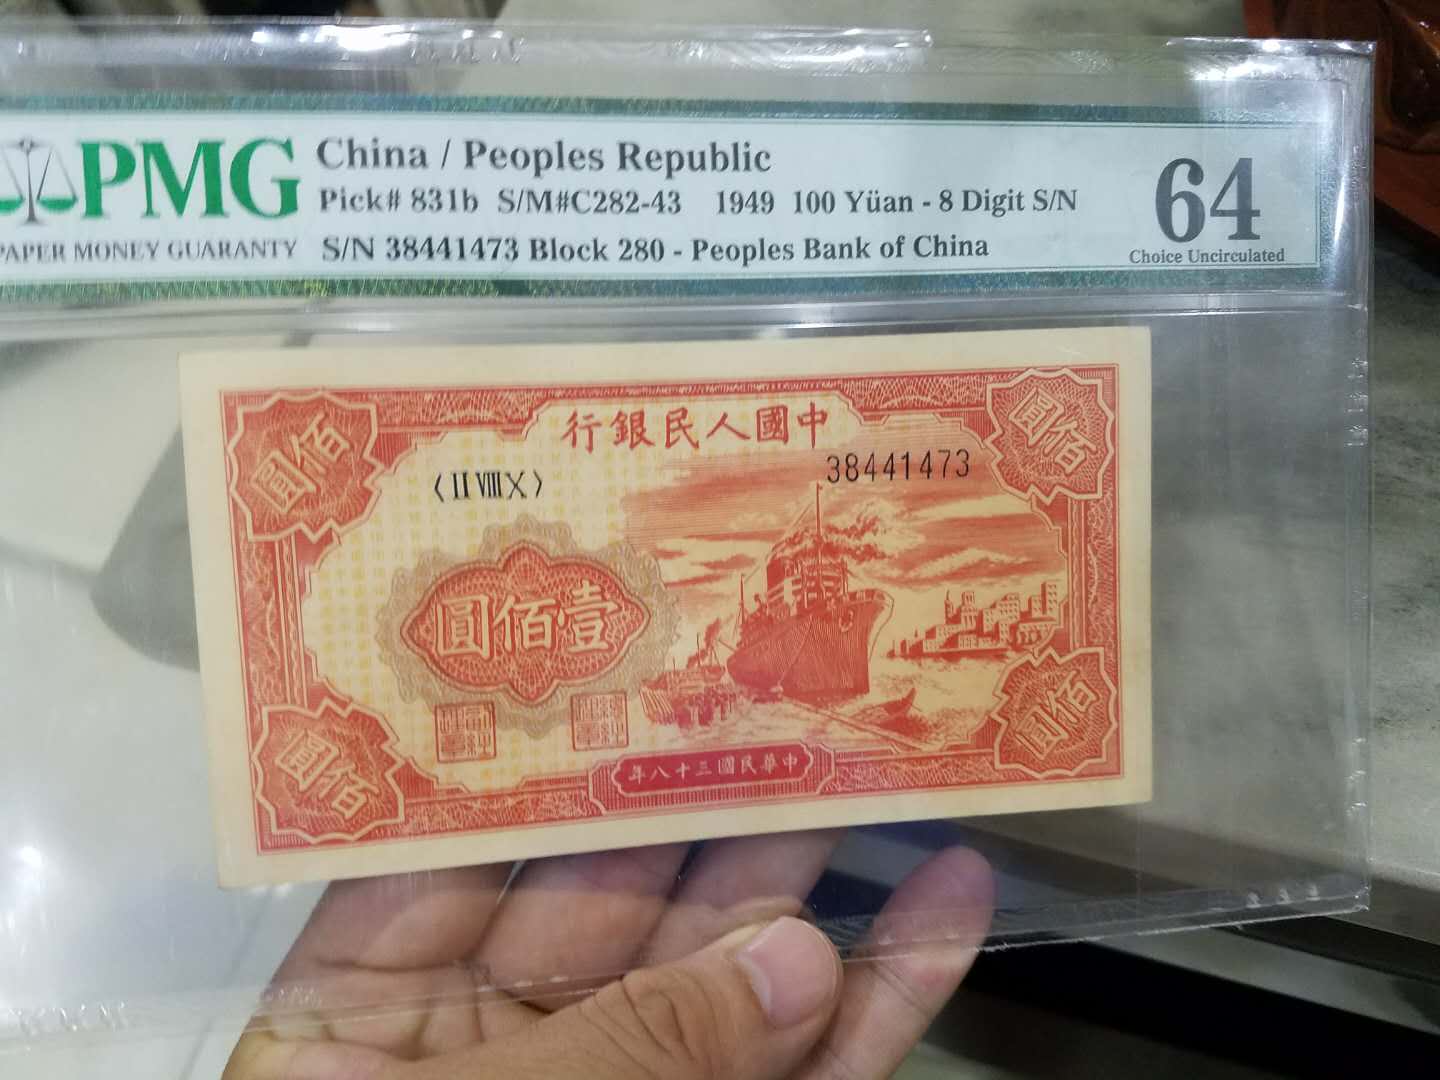 PMG
PAPER MONEY GUARANTY
China / Peoples Republic
Pick# 831b S/M#C282-43 1949 100 Yüan - 8 Digit S/N
S/N 38441473 Block 280 - Peoples Bank of China
64
Choice Uncirculated
行銀民人國中
佰圓
佰圓
〈II VIII X〉
38441473
圓佰壹
佰圓
佰圓
年八十三國民華中